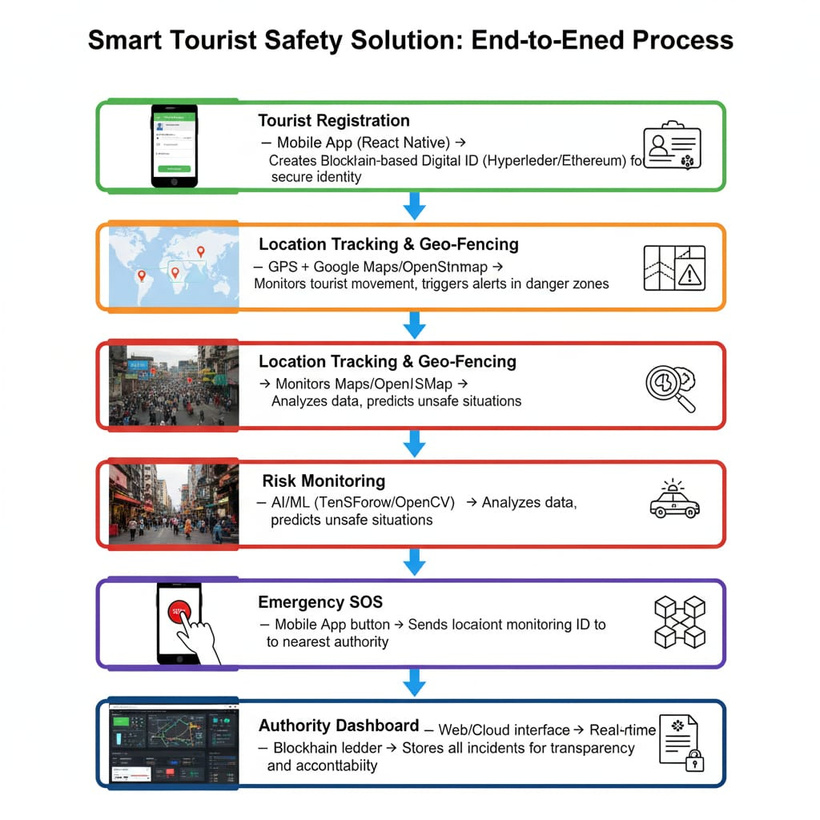 Smart Tourist Safety Solution: End-to-Ened Process
Tourist Registration
– Mobile App (React Native) →
Creates Blocklain-based Digital ID (Hyperleder/Ethereum) for
secure identity
Location Tracking & Geo-Fencing
– GPS + Google Maps/OpenStnmap →
Monitors tourist movement, triggers alerts in danger zones
Location Tracking & Geo-Fencing
→ Monitors Maps/OpenISMap →
Analyzes data, predicts unsafe situations
Risk Monitoring
– AI/ML (TenSForow/OpenCV) → Analyzes data,
predicts unsafe situations
Emergency SOS
– Mobile App button → Sends locaiont monitoring ID to
to nearest authority
Authority Dashboard – Web/Cloud interface → Real-rtime
– Blockhain ledder → Stores all incidents for transparency
and aconttabiity